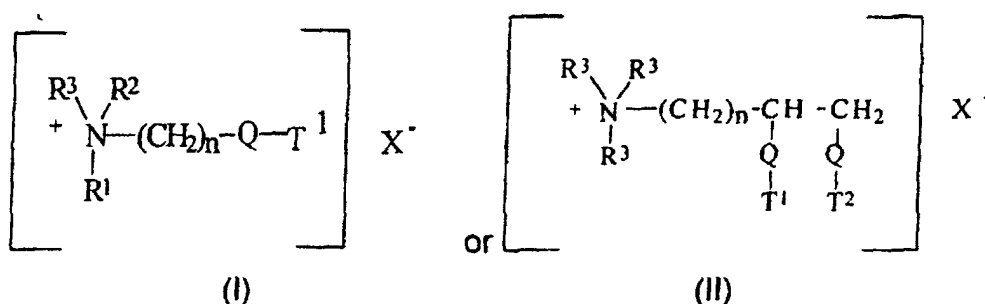 R³ R² R³ R³
+ N—(CH₂)n–Q—T¹ X⁻ + N—(CH₂)n–CH–CH₂ X⁻
R¹ R³ Q Q
T¹ T²
or
(I) (II)